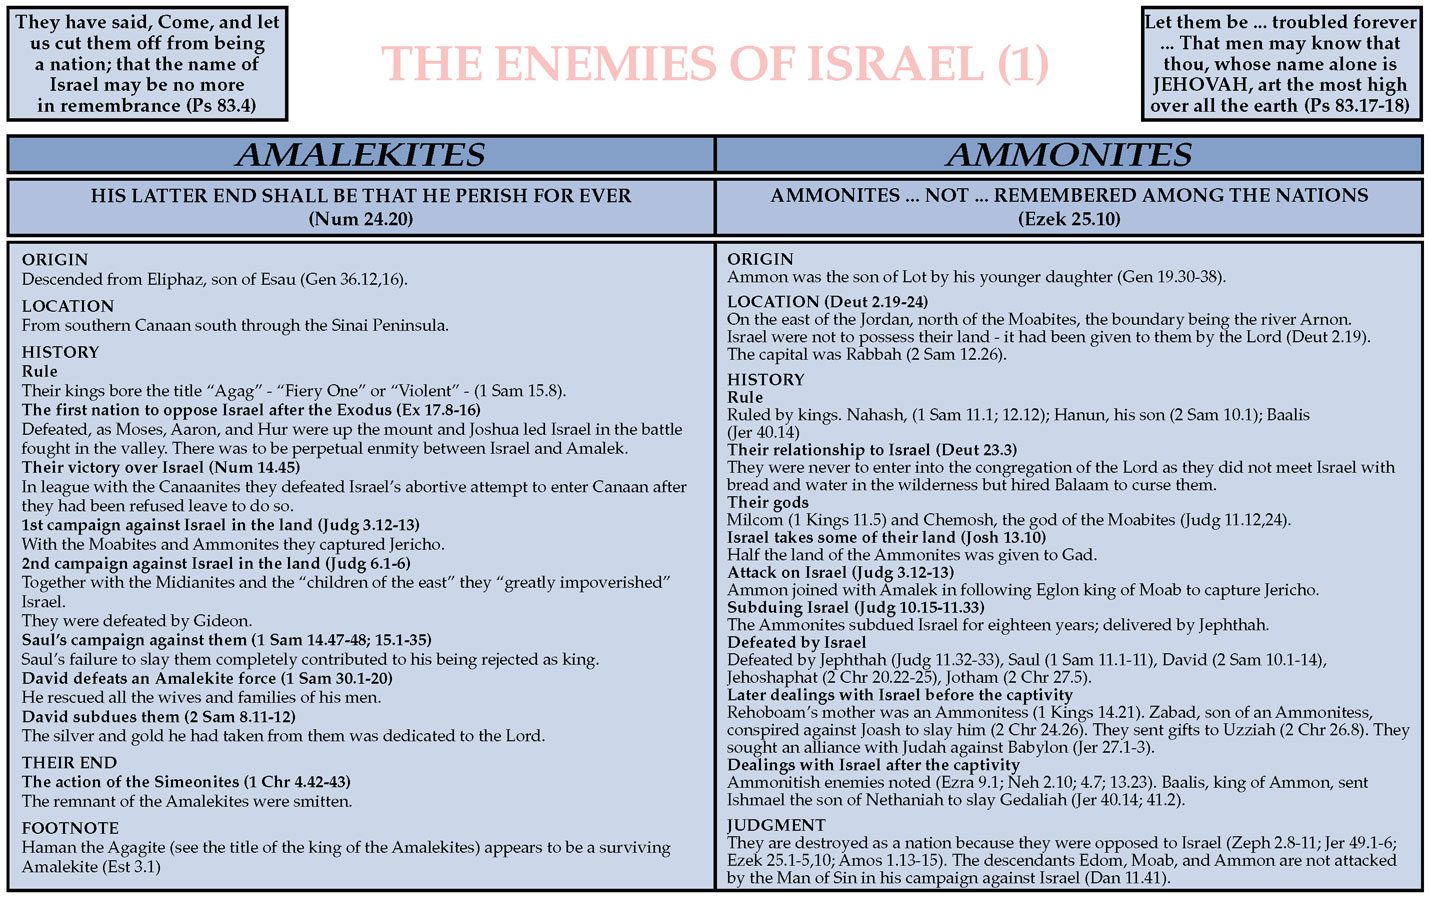 They have said, Come, and let
us cut them off from being
a nation; that the name of
Israel may be no more
in remembrance (Ps 83.4)
THE ENEMIES OF ISRAEL (1)
Let them be ... troubled forever
... That men may know that
thou, whose name alone is
JEHOVAH, art the most high
over all the earth (Ps 83.17-18)
AMALEKITES
HIS LATTER END SHALL BE THAT HE PERISH FOR EVER
(Num 24.20)
ORIGIN
Descended from Eliphaz, son of Esau (Gen 36.12,16).
LOCATION
From southern Canaan south through the Sinai Peninsula.
HISTORY
Rule
Their kings bore the title “Agag” - “Fiery One” or “Violent” - (1 Sam 15.8).
The first nation to oppose Israel after the Exodus (Ex 17.8-16)
Defeated, as Moses, Aaron, and Hur were up the mount and Joshua led Israel in the battle
fought in the valley. There was to be perpetual enmity between Israel and Amalek.
Their victory over Israel (Num 14.45)
In league with the Canaanites they defeated Israel’s abortive attempt to enter Canaan after
they had been refused leave to do so.
1st campaign against Israel in the land (Judg 3.12-13)
With the Moabites and Ammonites they captured Jericho.
2nd campaign against Israel in the land (Judg 6.1-6)
Together with the Midianites and the “children of the east” they “greatly impoverished”
Israel.
They were defeated by Gideon.
Saul’s campaign against them (1 Sam 14.47-48; 15.1-35)
Saul’s failure to slay them completely contributed to his being rejected as king.
David defeats an Amalekite force (1 Sam 30.1-20)
He rescued all the wives and families of his men.
David subdues them (2 Sam 8.11-12)
The silver and gold he had taken from them was dedicated to the Lord.
THEIR END
The action of the Simeonites (1 Chr 4.42-43)
The remnant of the Amalekites were smitten.
FOOTNOTE
Haman the Agagite (see the title of the king of the Amalekites) appears to be a surviving
Amalekite (Est 3.1)
AMMONITES
AMMONITES ... NOT ... REMEMBERED AMONG THE NATIONS
(Ezek 25.10)
ORIGIN
Ammon was the son of Lot by his younger daughter (Gen 19.30-38).
LOCATION (Deut 2.19-24)
On the east of the Jordan, north of the Moabites, the boundary being the river Arnon.
Israel were not to possess their land - it had been given to them by the Lord (Deut 2.19).
The capital was Rabbah (2 Sam 12.26).
HISTORY
Rule
Ruled by kings. Nahash, (1 Sam 11.1; 12.12); Hanun, his son (2 Sam 10.1); Baalis
(Jer 40.14)
Their relationship to Israel (Deut 23.3)
They were never to enter into the congregation of the Lord as they did not meet Israel with
bread and water in the wilderness but hired Balaam to curse them.
Their gods
Milcom (1 Kings 11.5) and Chemosh, the god of the Moabites (Judg 11.12,24).
Israel takes some of their land (Josh 13.10)
Half the land of the Ammonites was given to Gad.
Attack on Israel (Judg 3.12-13)
Ammon joined with Amalek in following Eglon king of Moab to capture Jericho.
Subduing Israel (Judg 10.15-11.33)
The Ammonites subdued Israel for eighteen years; delivered by Jephthah.
Defeated by Israel
Defeated by Jephthah (Judg 11.32-33), Saul (1 Sam 11.1-11), David (2 Sam 10.1-14),
Jehoshaphat (2 Chr 20.22-25), Jotham (2 Chr 27.5).
Later dealings with Israel before the captivity
Rehoboam’s mother was an Ammonitess (1 Kings 14.21). Zabad, son of an Ammonitess,
conspired against Joash to slay him (2 Chr 24.26). They sent gifts to Uzziah (2 Chr 26.8). They
sought an alliance with Judah against Babylon (Jer 27.1-3).
Dealings with Israel after the captivity
Ammonitish enemies noted (Ezra 9.1; Neh 2.10; 4.7; 13.23). Baalis, king of Ammon, sent
Ishmael the son of Nethaniah to slay Gedaliah (Jer 40.14; 41.2).
JUDGMENT
They are destroyed as a nation because they were opposed to Israel (Zeph 2.8-11; Jer 49.1-6;
Ezek 25.1-5,10; Amos 1.13-15). The descendants Edom, Moab, and Ammon are not attacked
by the Man of Sin in his campaign against Israel (Dan 11.41).